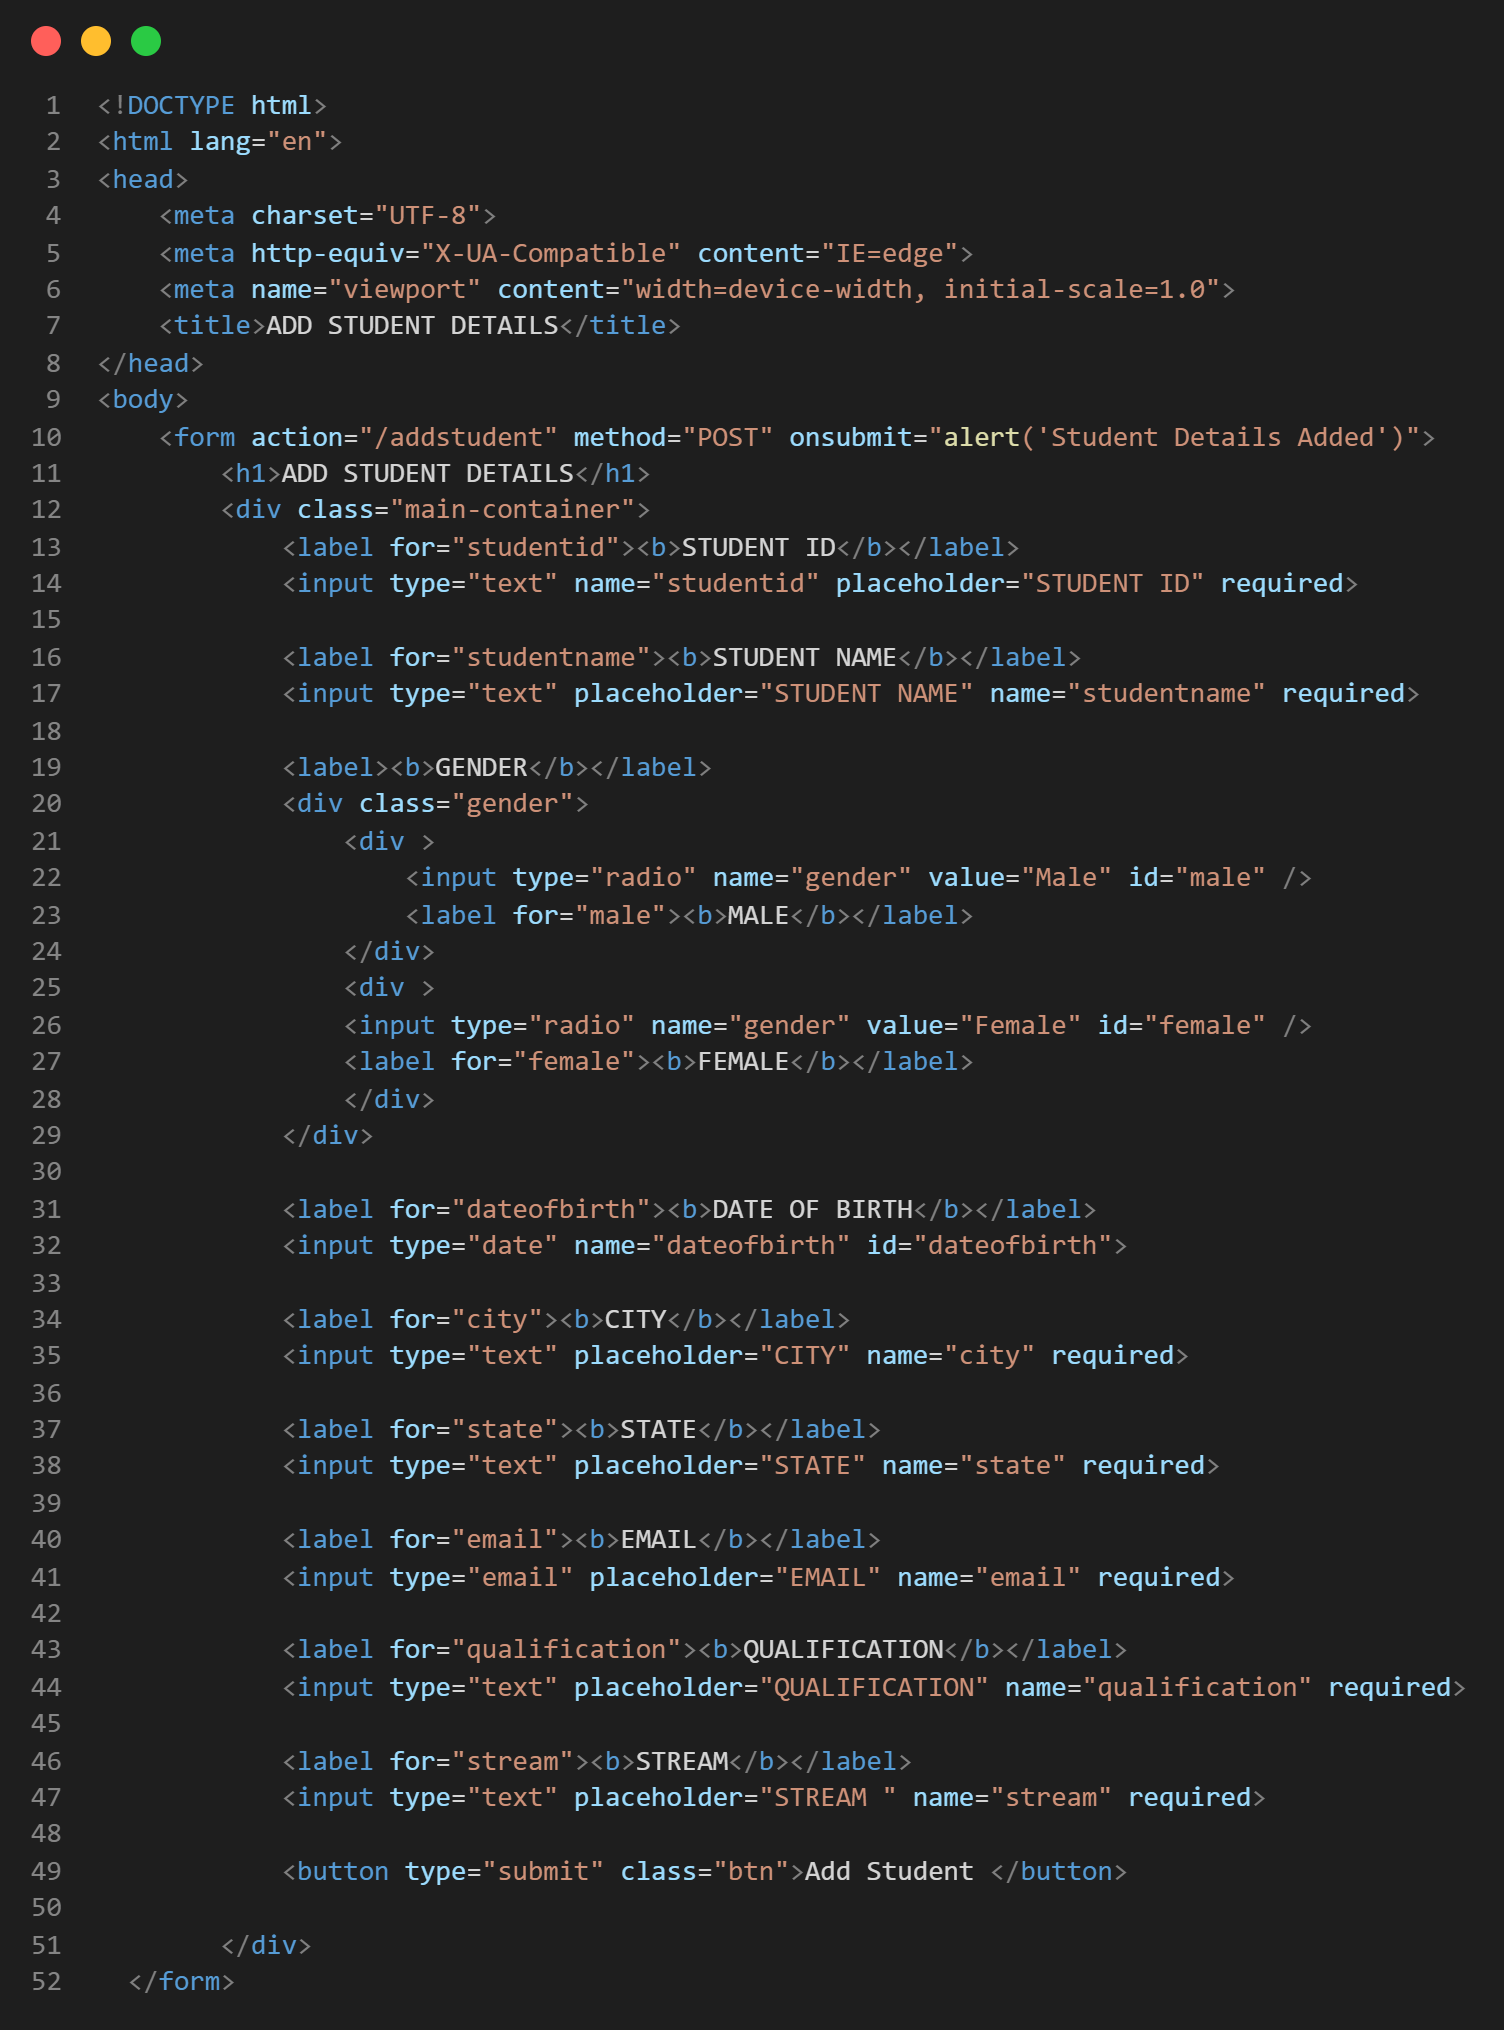 1 <!DOCTYPE html>
2 <html lang="en">
3 <head>
4     <meta charset="UTF-8">
5     <meta http-equiv="X-UA-Compatible" content="IE=edge">
6     <meta name="viewport" content="width=device-width, initial-scale=1.0">
7     <title>ADD STUDENT DETAILS</title>
8 </head>
9 <body>
10     <form action="/addstudent" method="POST" onsubmit="alert('Student Details Added')">
11         <h1>ADD STUDENT DETAILS</h1>
12         <div class="main-container">
13             <label for="studentid"><b>STUDENT ID</b></label>
14             <input type="text" name="studentid" placeholder="STUDENT ID" required>
15
16             <label for="studentname"><b>STUDENT NAME</b></label>
17             <input type="text" placeholder="STUDENT NAME" name="studentname" required>
18
19             <label><b>GENDER</b></label>
20             <div class="gender">
21                 <div >
22                     <input type="radio" name="gender" value="Male" id="male" />
23                     <label for="male"><b>MALE</b></label>
24                 </div>
25                 <div >
26                 <input type="radio" name="gender" value="Female" id="female" />
27                 <label for="female"><b>FEMALE</b></label>
28                 </div>
29             </div>
30
31             <label for="dateofbirth"><b>DATE OF BIRTH</b></label>
32             <input type="date" name="dateofbirth" id="dateofbirth">
33
34             <label for="city"><b>CITY</b></label>
35             <input type="text" placeholder="CITY" name="city" required>
36
37             <label for="state"><b>STATE</b></label>
38             <input type="text" placeholder="STATE" name="state" required>
39
40             <label for="email"><b>EMAIL</b></label>
41             <input type="email" placeholder="EMAIL" name="email" required>
42
43             <label for="qualification"><b>QUALIFICATION</b></label>
44             <input type="text" placeholder="QUALIFICATION" name="qualification" required>
45
46             <label for="stream"><b>STREAM</b></label>
47             <input type="text" placeholder="STREAM " name="stream" required>
48
49             <button type="submit" class="btn">Add Student </button>
50
51         </div>
52   </form>